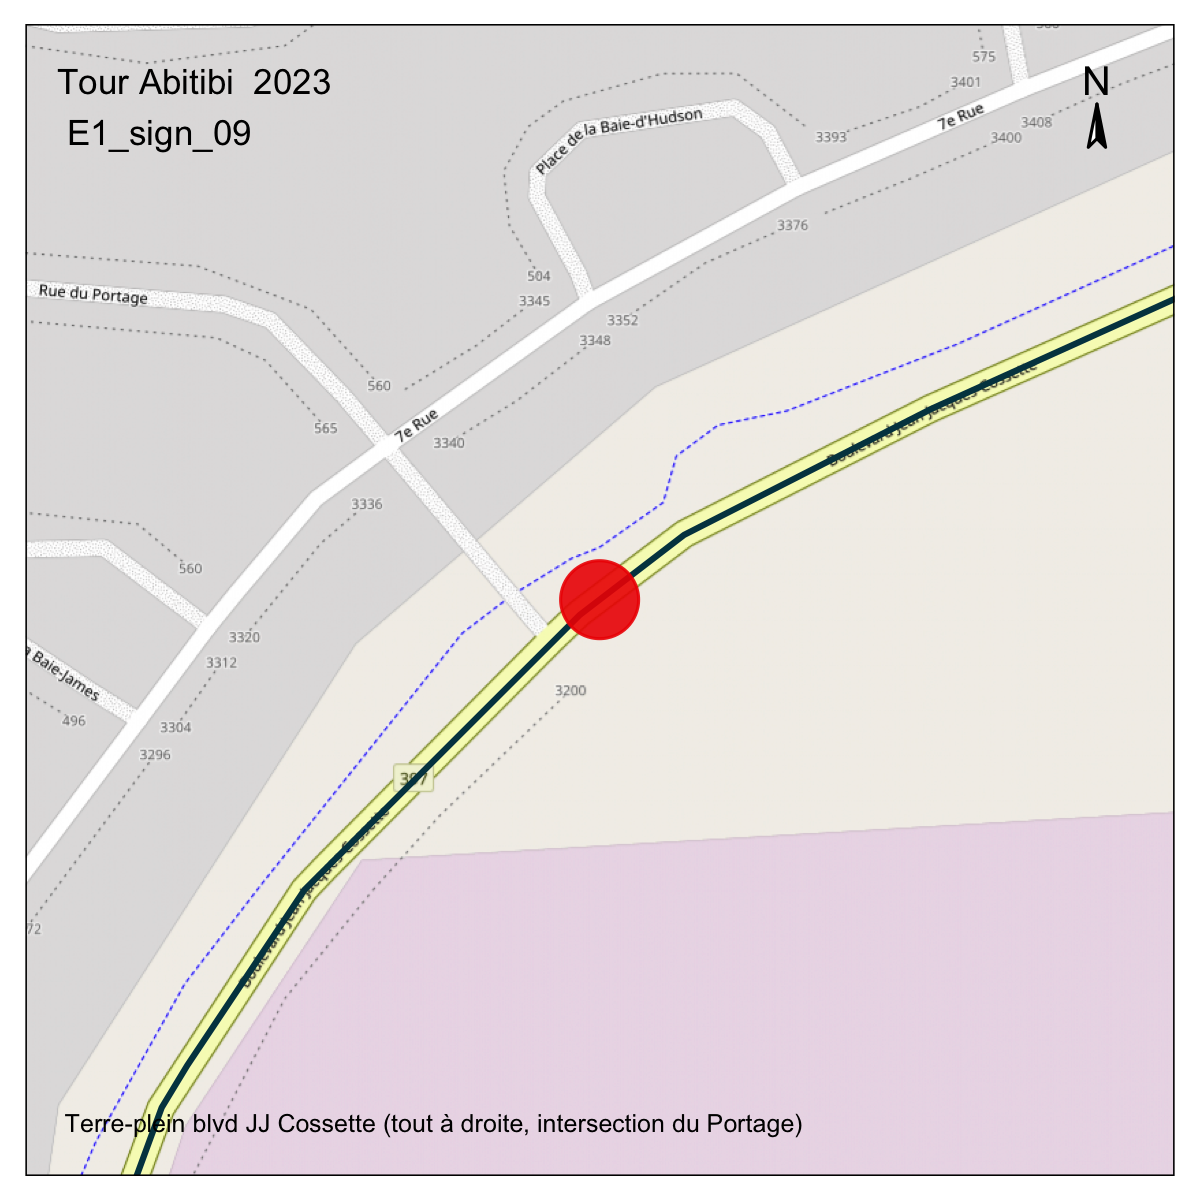 Tour Abitibi 2023
E1_sign_09
N
575
3401
7e Rue
3408
3400
3393
Place de la Baie-d'Hudson
3376
504
3345
3352
3348
Rue du Portage
560
565
7e Rue
3340
3336
560
3320
3312
a Baie-James
496
3304
3296
3200
397
Boulevard Jean-Jacques-Cossette
Boulevard Jean-Jacques-Cossette
72
Terre-plein blvd JJ Cossette (tout à droite, intersection du Portage)